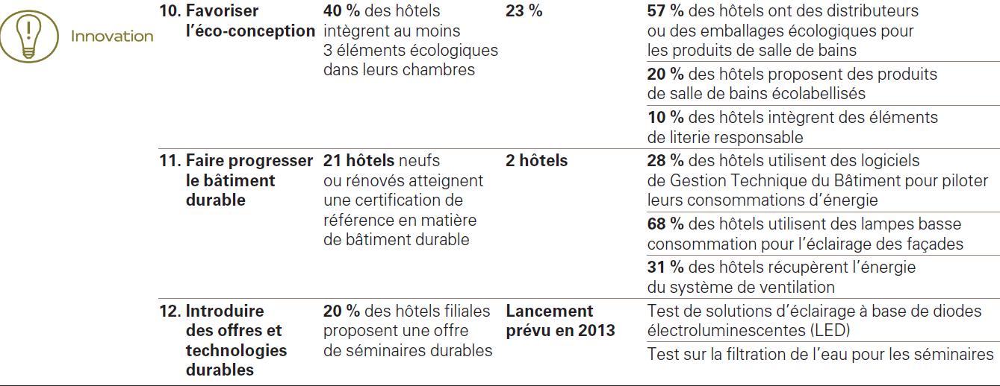 Innovation
10. Favoriser
l’éco-conception
40 % des hôtels
intègrent au moins
3 éléments écologiques
dans leurs chambres
23 %
57 % des hôtels ont des distributeurs
ou des emballages écologiques pour
les produits de salle de bains
20 % des hôtels proposent des produits
de salle de bains écolabellisés
10 % des hôtels intègrent des éléments
de literie responsable
11. Faire progresser
le bâtiment
durable
21 hôtels neufs
ou rénovés atteignent
une certification de
référence en matière
de bâtiment durable
2 hôtels
28 % des hôtels utilisent des logiciels
de Gestion Technique du Bâtiment pour piloter
leurs consommations d’énergie
68 % des hôtels utilisent des lampes basse
consommation pour l’éclairage des façades
31 % des hôtels récupèrent l’énergie
du système de ventilation
12. Introduire
des offres et
technologies
durables
20 % des hôtels filiales
proposent une offre
de séminaires durables
Lancement
prévu en 2013
Test de solutions d’éclairage à base de diodes
électroluminescentes (LED)
Test sur la filtration de l’eau pour les séminaires